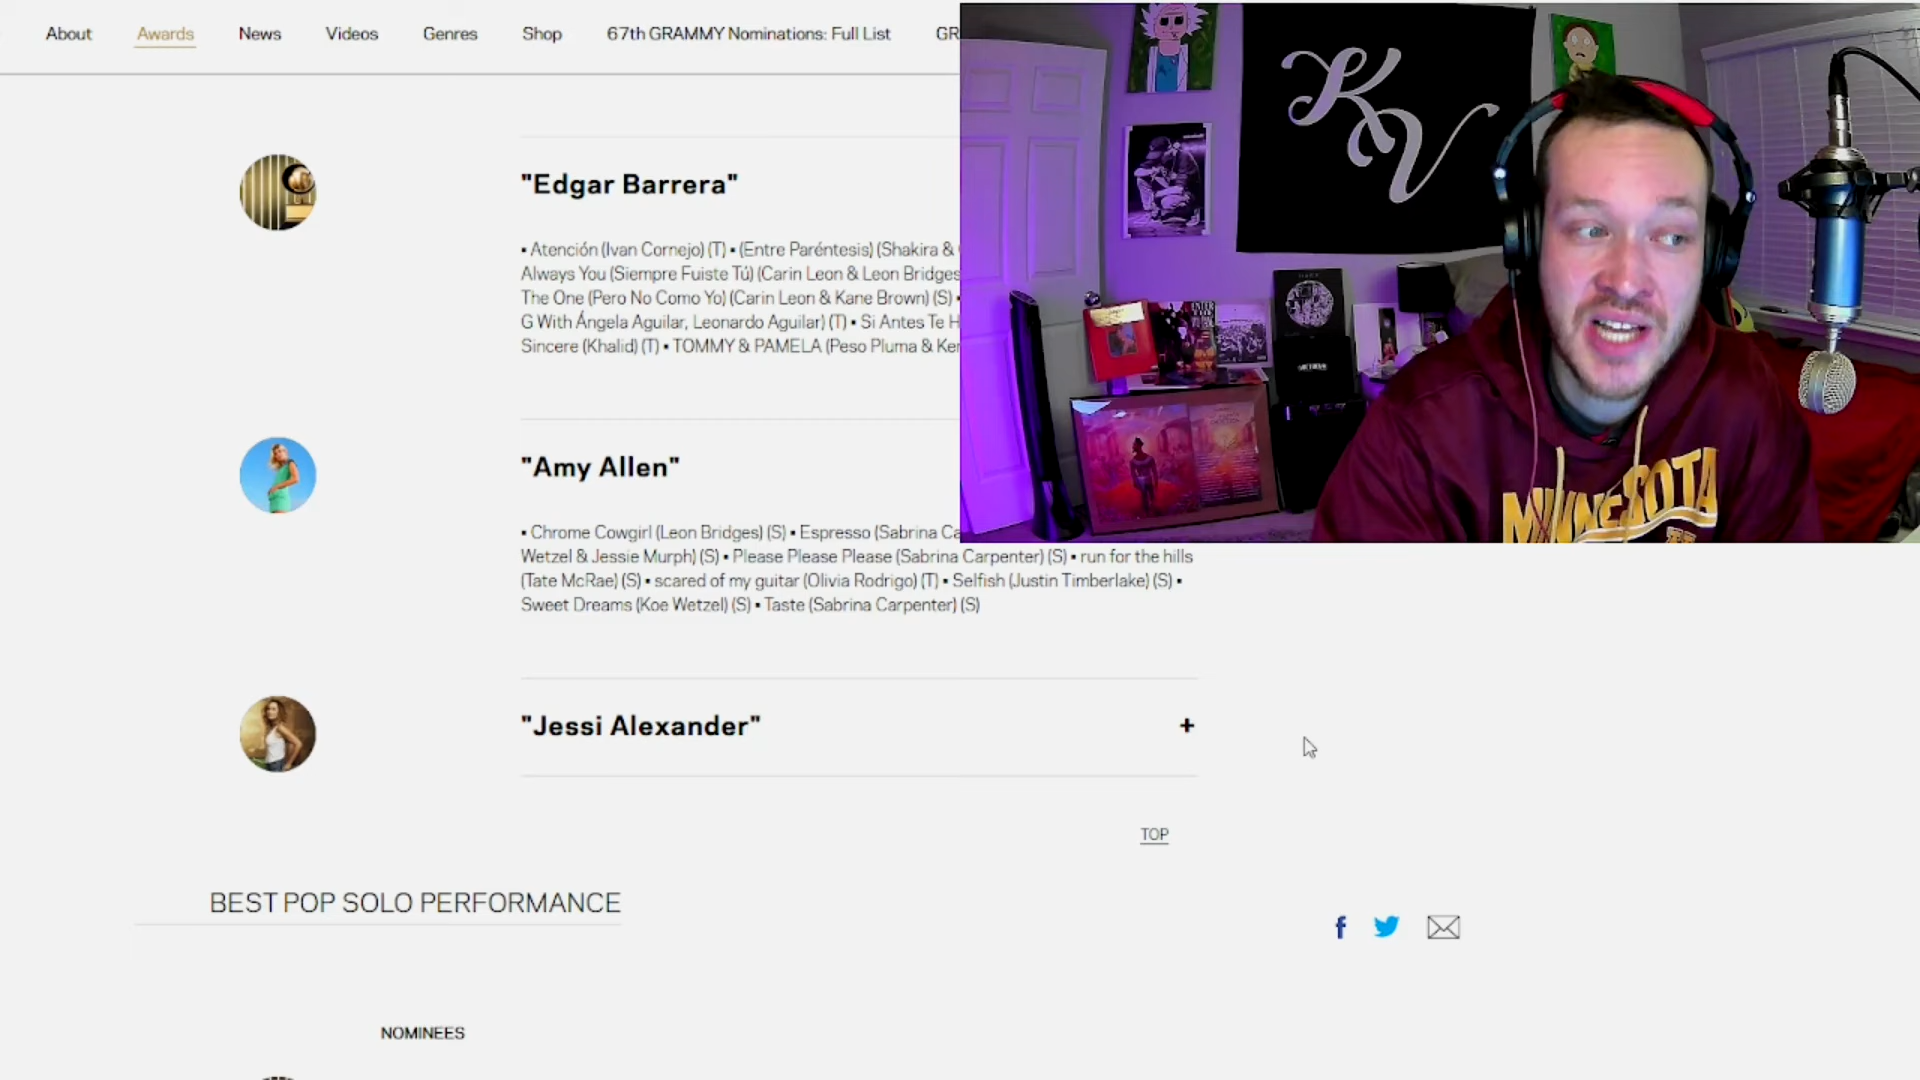 About Awards News Videos Genres Shop 67th GRAMMY Nominations: Full List GR
KV
"Edgar Barrera"
▪ Atención (Ivan Cornejo) (T) ▪ (Entre Paréntesis) (Shakira &
Always You (Siempre Fuiste Tú) (Carin Leon & Leon Bridges
The One (Pero No Como Yo) (Carin Leon & Kane Brown) (S) ▪
G With Ángela Aguilar, Leonardo Aguilar) (T) ▪ Si Antes Te H
Sincere (Khalid) (T) ▪ TOMMY & PAMELA (Peso Pluma & Ke
"Amy Allen"
▪ Chrome Cowgirl (Leon Bridges) (S) ▪ Espresso (Sabrina Ca
Wetzel & Jessie Murph) (S) ▪ Please Please Please (Sabrina Carpenter) (S) ▪ run for the hills
(Tate McRae) (S) ▪ scared of my guitar (Olivia Rodrigo) (T) ▪ Selfish (Justin Timberlake) (S) ▪
Sweet Dreams (Koe Wetzel) (S) ▪ Taste (Sabrina Carpenter) (S)
MINNESOTA
"Jessi Alexander" +
TOP
BEST POP SOLO PERFORMANCE
NOMINEES